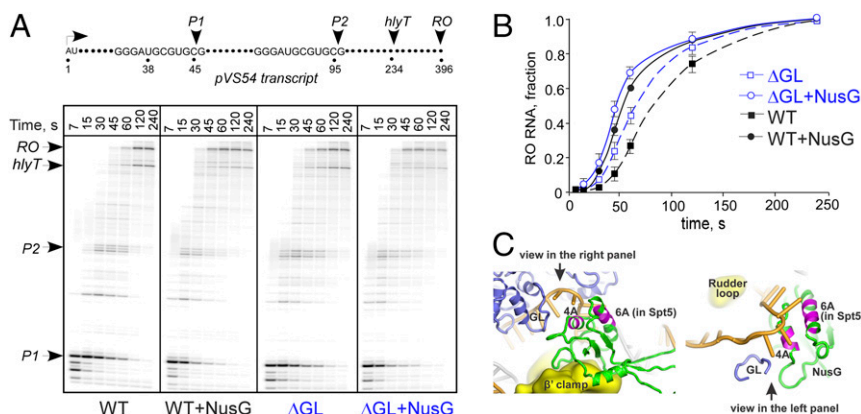 A
P1 P2 hlyT RO
AU GGGAUGCGUGCG GGGAUGCGUGCG
1 38 45 95 234 396
pVS54 transcript
Time, s 7 15 30 45 60 120 240 7 15 30 45 60 120 240 7 15 30 45 60 120 240 7 15 30 45 60 120 240
RO
hlyT
P2
P1
WT WT+NusG ΔGL ΔGL+NusG
B
RO RNA, fraction
1.0
0.8
0.6
0.4
0.2
0
0 50 100 150 200 250
time, s
ΔGL
ΔGL+NusG
WT
WT+NusG
C
view in the right panel
GL
4A
6A (in Spt5)
β' clamp
Rudder
loop
6A
(in Spt5)
4A
GL
NusG
view in the left panel